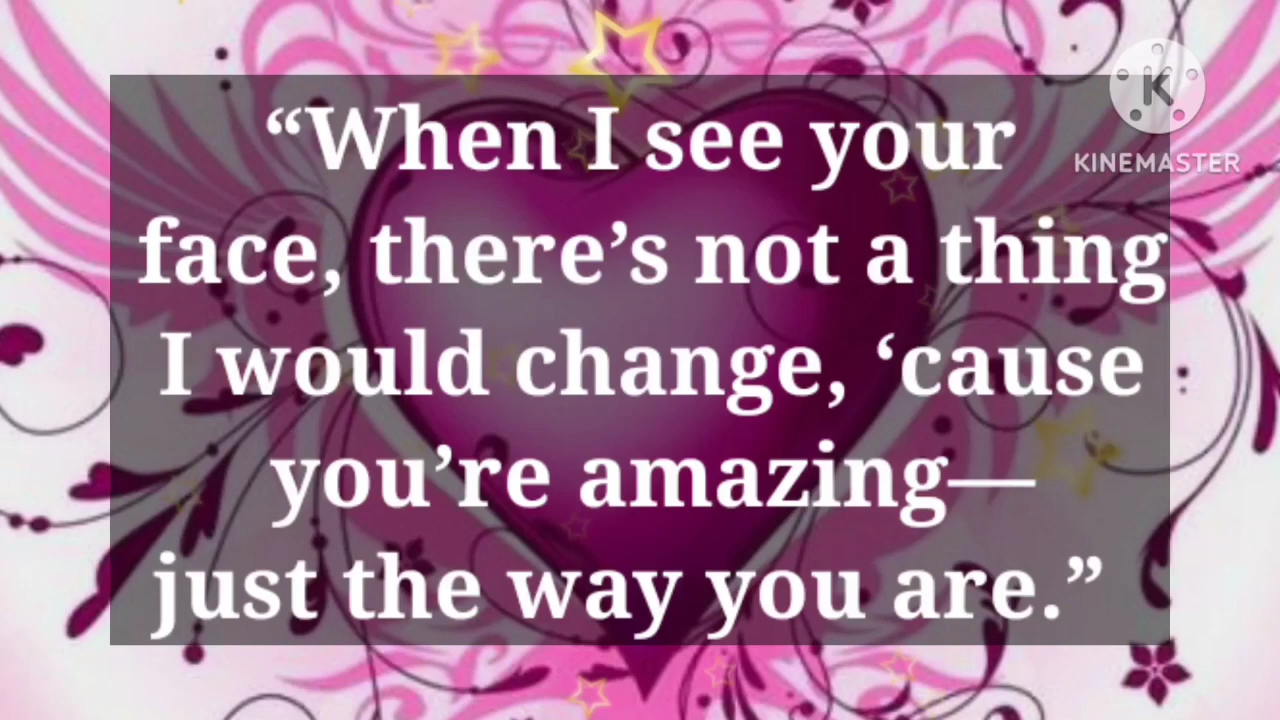 “When I see your
face, there’s not a thing
I would change, ‘cause
you’re amazing—
just the way you are.”
K
KINEMASTER